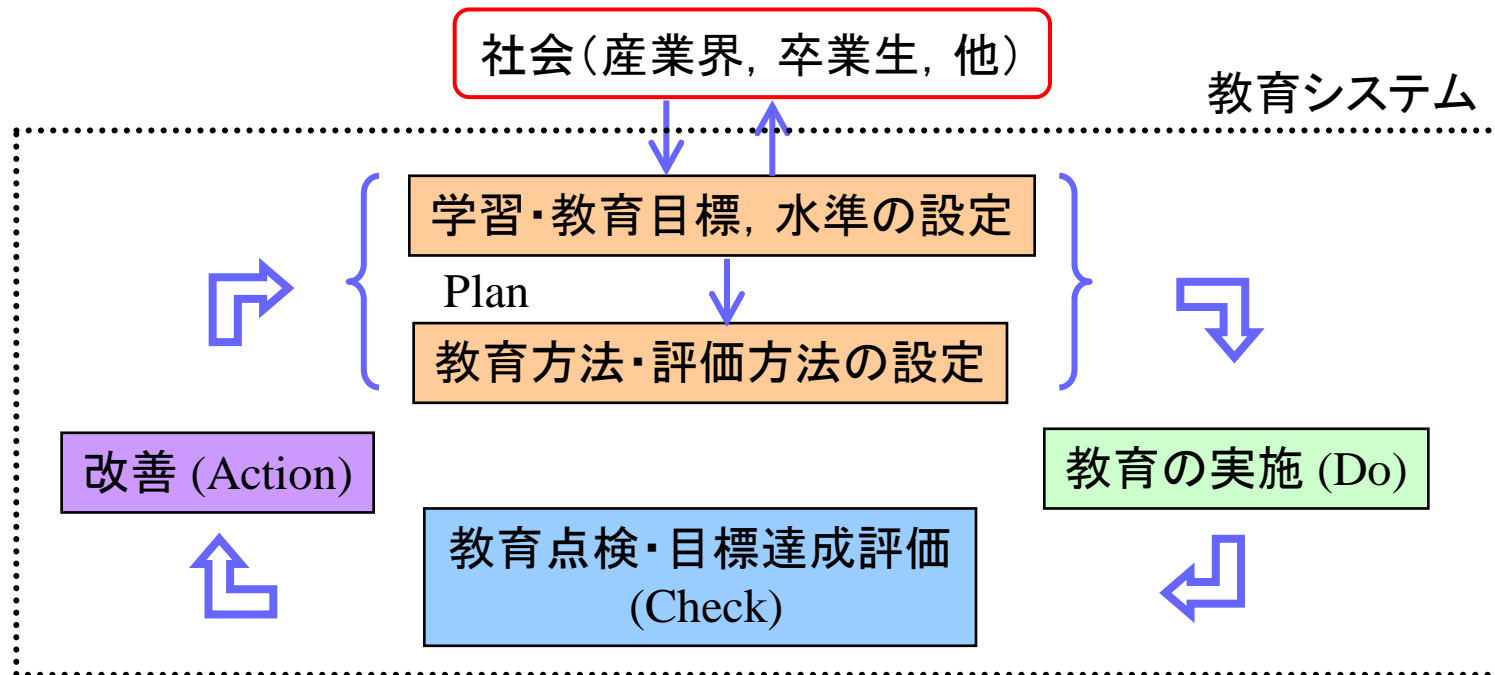 社会(産業界, 卒業生, 他)
教育システム
学習・教育目標, 水準の設定
Plan
教育方法・評価方法の設定
改善 (Action)
教育の実施 (Do)
教育点検・目標達成評価
(Check)